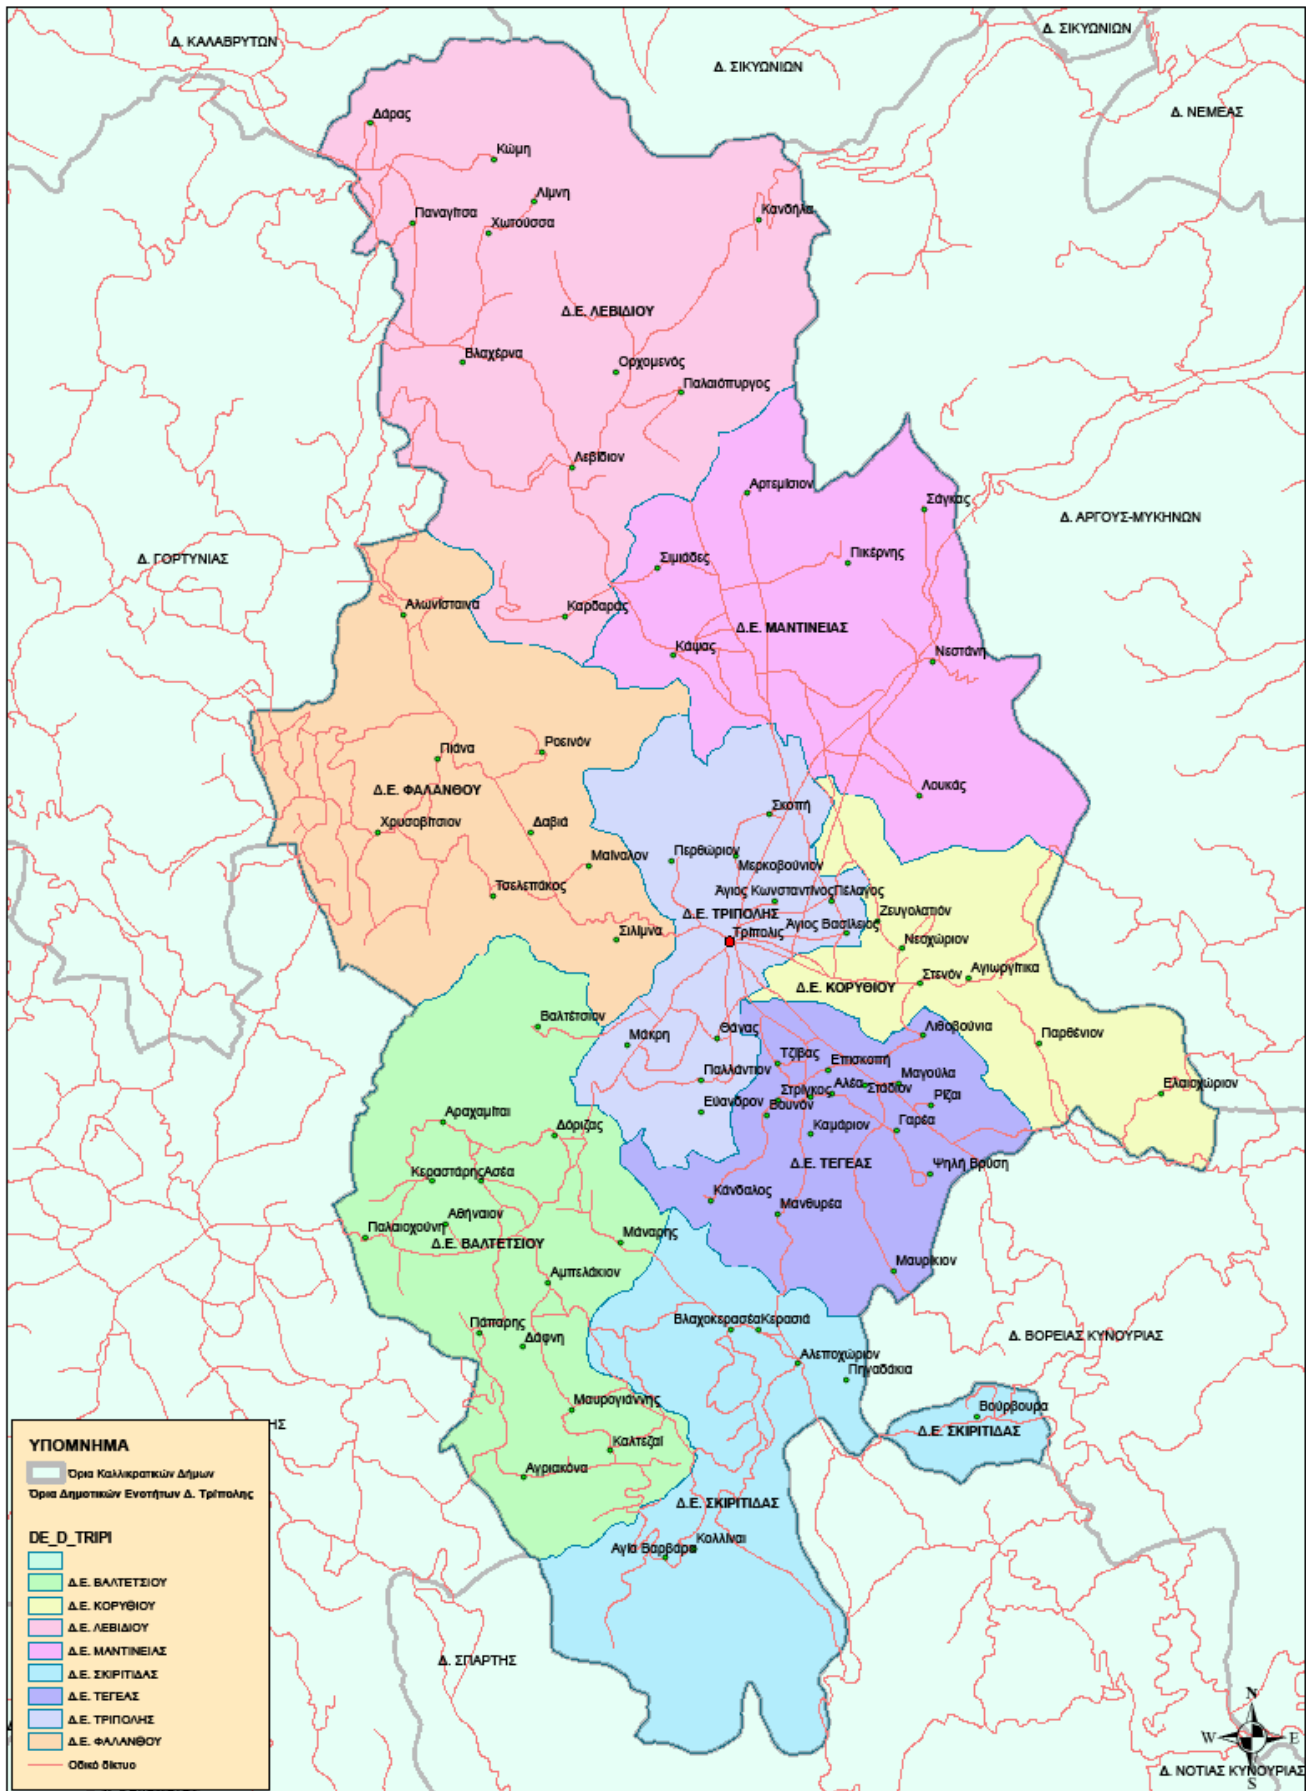 Δ. ΚΑΛΑΒΡΥΤΩΝ
Δ. ΣΙΚΥΩΝΙΩΝ
Δ. ΣΙΚΥΩΝΙΩΝ
Δ. ΝΕΜΕΑΣ
Δάρας
Κώμη
Λίμνη
Παναγίτσα
Χωτούσσα
Κανδήλα
Δ.Ε. ΛΕΒΙΔΙΟΥ
Βλαχέρνα
Ορχομενός
Παλαιόπυργος
Λεβίδιον
Αρτεμίσιον
Σάγκας
Δ. ΑΡΓΟΥΣ-ΜΥΚΗΝΩΝ
Δ. ΓΟΡΤΥΝΙΑΣ
Σιμιάδες
Πικέρνης
Αλωνίσταινα
Καρδαράς
Δ.Ε. ΜΑΝΤΙΝΕΙΑΣ
Κάψας
Νεστάνη
Πιάνα
Ροεινόν
Δ.Ε. ΦΑΛΑΝΘΟΥ
Λουκάς
Χρυσοβίτσιον
Δαβιά
Σκοπή
Μαίναλον
Περθώριον
Μερκοβούνιον
Τσελεπάκος
Άγιος Κωνσταντίνος
Πέλαγος
Δ.Ε. ΤΡΙΠΟΛΗΣ
Ζευγολατιόν
Άγιος Βασίλειος
Σιλίμνα
Τρίπολις
Νεοχώριον
Στενόν
Αγιωργίτικα
Δ.Ε. ΚΟΡΥΘΙΟΥ
Βαλτέτσιον
Μάκρη
Θάνας
Λιθοβούνια
Παρθένιον
Τζίβας
Επισκοπή
Παλλάντιον
Μαγούλα
Ελαιοχώριον
Στρίγκος
Αλέα
Στάδιον
Ρίζαι
Εύανδρον
Βουνόν
Αραχαμίται
Δόριζας
Καμάριον
Γαρέα
Δ.Ε. ΤΕΓΕΑΣ
Ψηλή Βρύση
Κεραστάρης
Ασέα
Κάνδαλος
Μανθυρέα
Παλαιοχούνη
Αθήναιον
Δ.Ε. ΒΑΛΤΕΤΣΙΟΥ
Μάναρης
Μαυρίκιον
Αμπελάκιον
Βλαχοκερασέα
Κερασιά
Δ. ΒΟΡΕΙΑΣ ΚΥΝΟΥΡΙΑΣ
Πάπαρης
Δάφνη
Αλεποχώριον
Πηγαδάκια
Μαυρογιάννης
Βούρβουρα
Δ.Ε. ΣΚΙΡΙΤΙΔΑΣ
Καλτεζαί
Αγριακόνα
Δ.Ε. ΣΚΙΡΙΤΙΔΑΣ
Αγία Βαρβάρα
Κολλίναι
Δ. ΣΠΑΡΤΗΣ
ΗΣ
ΥΠΟΜΝΗΜΑ
Όρια Καλλικρατικών Δήμων
Όρια Δημοτικών Ενοτήτων Δ. Τρίπολης
DE_D_TRIPI
Δ.Ε. ΒΑΛΤΕΤΣΙΟΥ
Δ.Ε. ΚΟΡΥΘΙΟΥ
Δ.Ε. ΛΕΒΙΔΙΟΥ
Δ.Ε. ΜΑΝΤΙΝΕΙΑΣ
Δ.Ε. ΣΚΙΡΙΤΙΔΑΣ
Δ.Ε. ΤΕΓΕΑΣ
Δ.Ε. ΤΡΙΠΟΛΗΣ
Δ.Ε. ΦΑΛΑΝΘΟΥ
Οδικό δίκτυο
N
W
E
S
Δ. ΝΟΤΙΑΣ ΚΥΝΟΥΡΙΑΣ